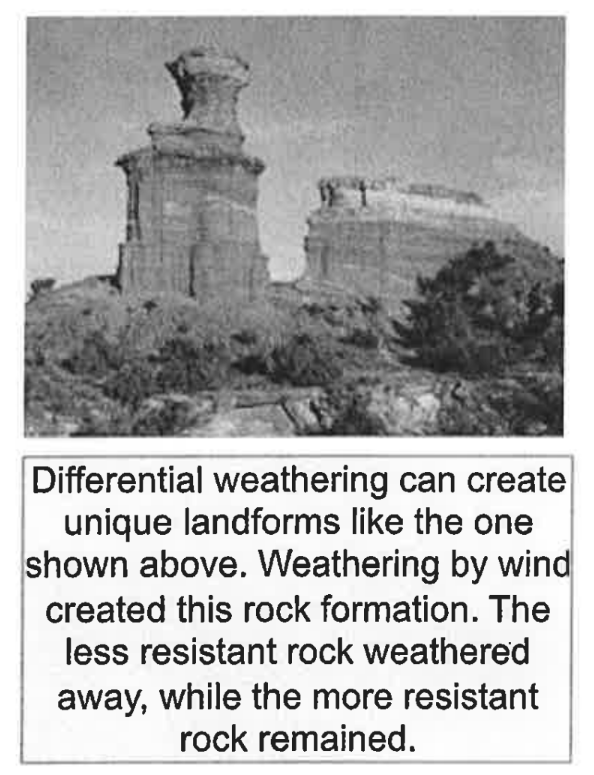 Differential weathering can create
unique landforms like the one
shown above. Weathering by wind
created this rock formation. The
less resistant rock weathered
away, while the more resistant
rock remained.